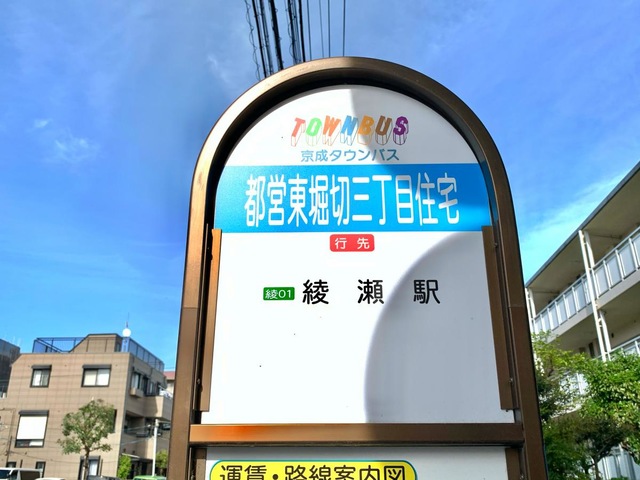 TOWNBUS
京成タウンバス
都営東堀切三丁目住宅
行先
綾01 綾瀬駅
運賃・路線案内図